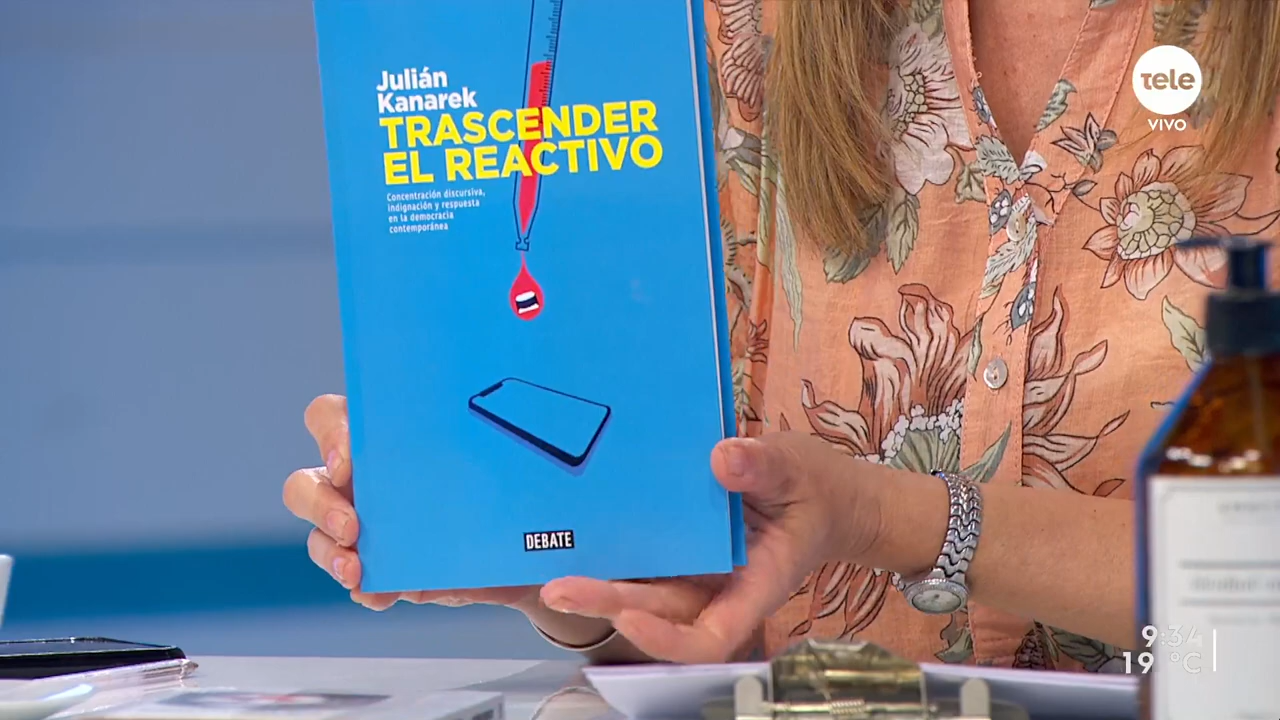 Julián
Kanarek
TRASCENDER
EL REACTIVO
Concentración discursiva,
indignación y respuesta
en la democracia
contemporánea
DEBATE
tele
VIVO
9:34
19 °C